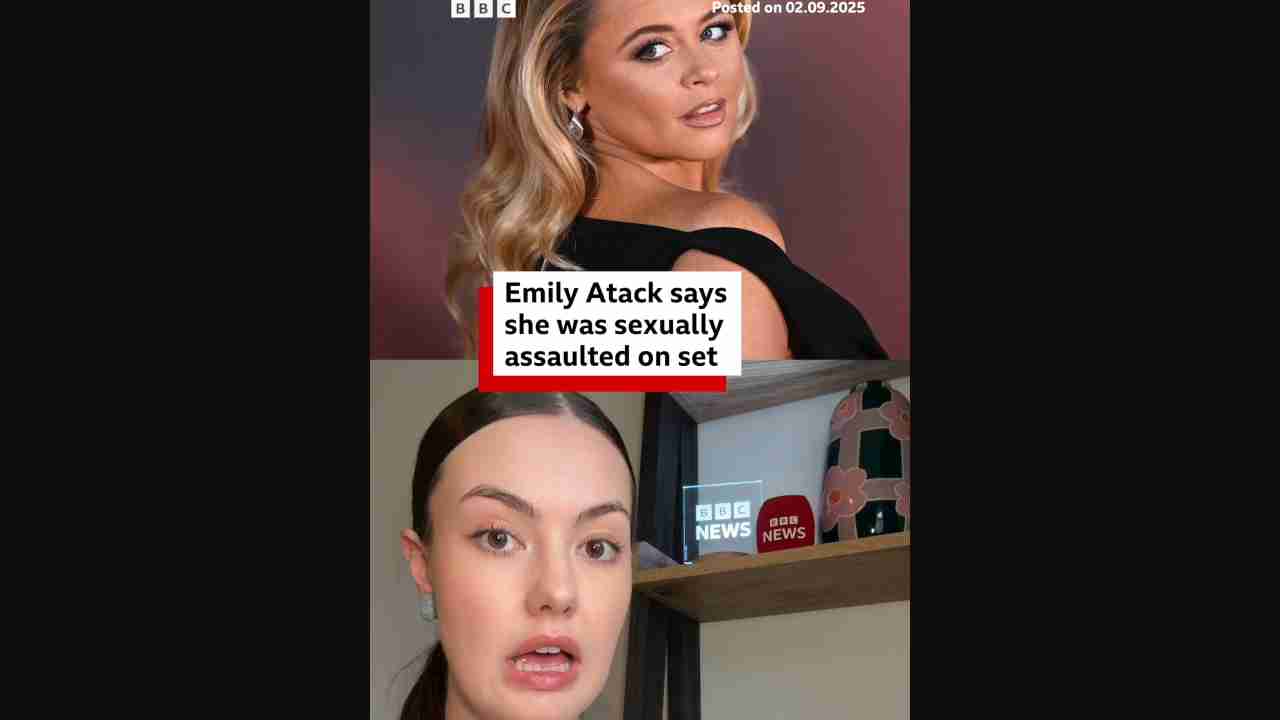 BBC
Posted on 02.09.2025
Emily Atack says
she was sexually
assaulted on set
BBC
NEWS
BBC
NEWS